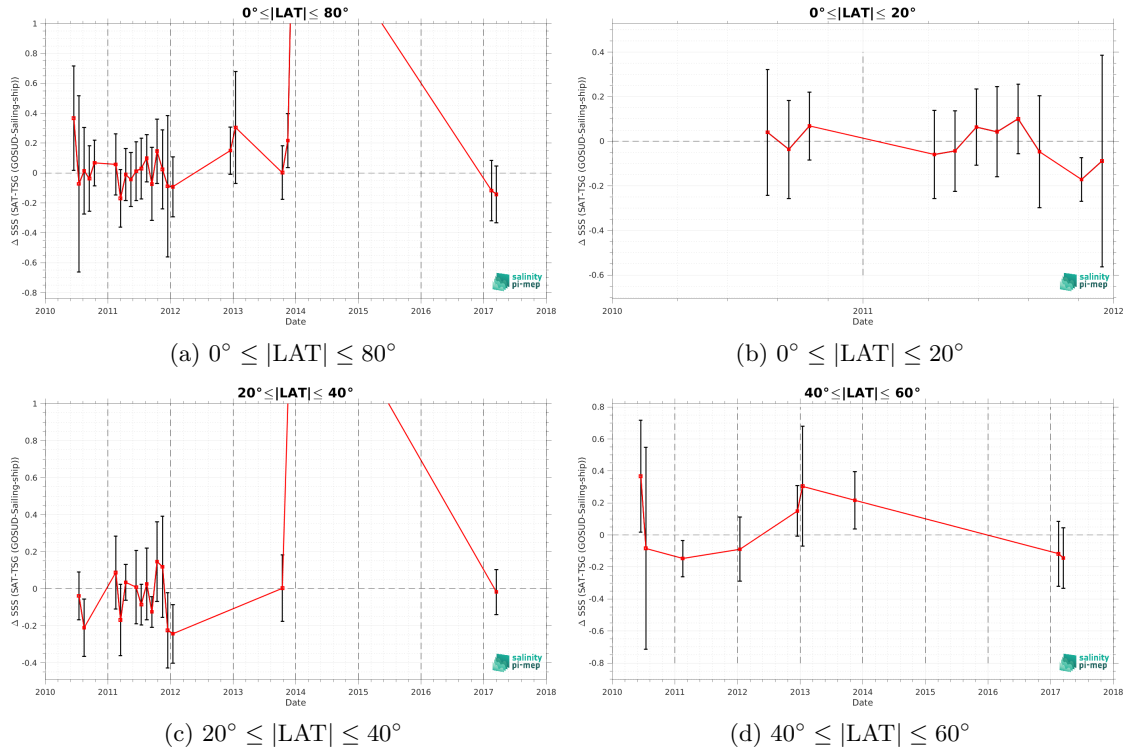 0°≤|LAT|≤ 80°
1
0.8
0.6
0.4
0.2
0
-0.2
-0.4
-0.6
-0.8
Δ SSS (SAT-TSG (GOSUD-Sailing-ship))
2010 2011 2012 2013 2014 2015 2016 2017 2018
Date
salinity
pi-mep
(a) 0° ≤ |LAT| ≤ 80°
0°≤|LAT|≤ 20°
0.4
0.2
0
-0.2
-0.4
-0.6
Δ SSS (SAT-TSG (GOSUD-Sailing-ship))
2010 2011 2012
Date
salinity
pi-mep
(b) 0° ≤ |LAT| ≤ 20°
20°≤|LAT|≤ 40°
1
0.8
0.6
0.4
0.2
0
-0.2
-0.4
Δ SSS (SAT-TSG (GOSUD-Sailing-ship))
2010 2011 2012 2013 2014 2015 2016 2017 2018
Date
salinity
pi-mep
(c) 20° ≤ |LAT| ≤ 40°
40°≤|LAT|≤ 60°
0.8
0.6
0.4
0.2
0
-0.2
-0.4
-0.6
-0.8
Δ SSS (SAT-TSG (GOSUD-Sailing-ship))
2010 2011 2012 2013 2014 2015 2016 2017 2018
Date
salinity
pi-mep
(d) 40° ≤ |LAT| ≤ 60°